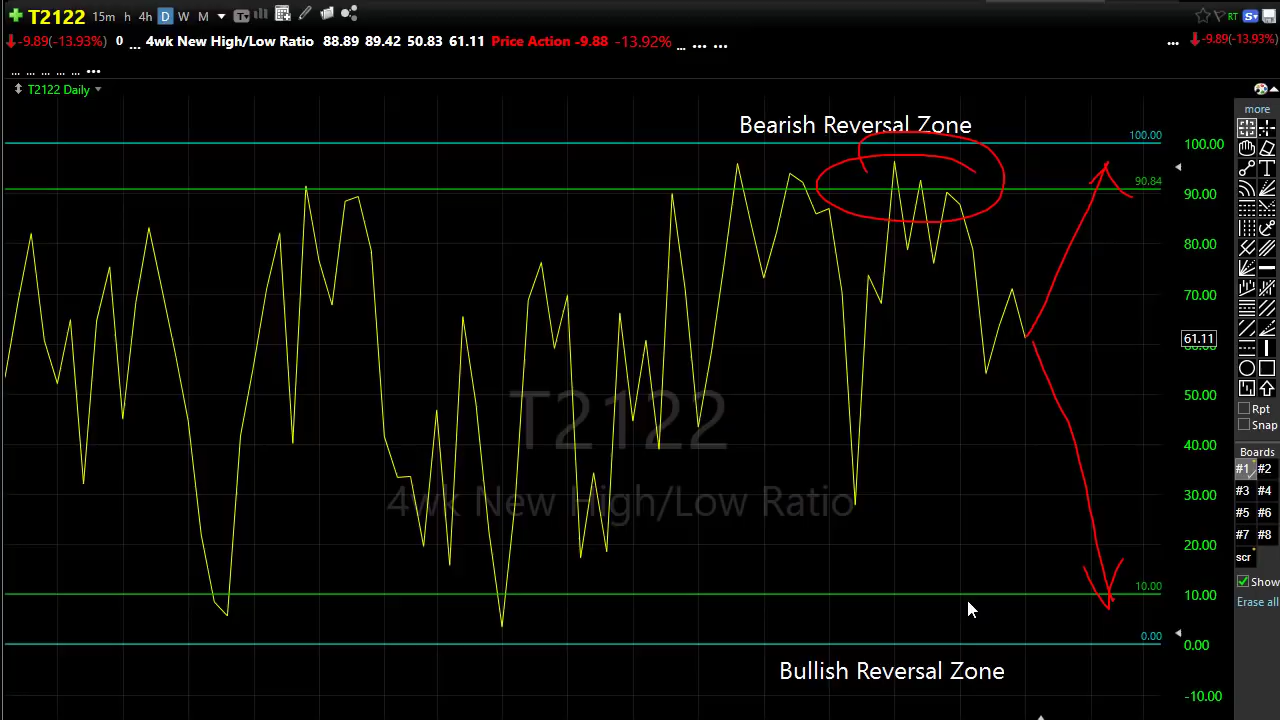 T2122 15m h 4h D W M RT
-9.89(-13.93%) 0 ... 4wk New High/Low Ratio 88.89 89.42 50.83 61.11 Price Action -9.88 -13.92% ... ... ... ... -9.89(-13.93%)
... ... ... ... ... ...
T2122 Daily
more
Bearish Reversal Zone
100.00 100.00
90.84
90.00
80.00
70.00
61.11
50.00
T2122
Rpt
Snap
40.00
Boards
#1 #2
4wk New High/Low Ratio
30.00
#3 #4
#5 #6
#7 #8
20.00
scr
10.00
Show
10.00
Erase all
0.00
0.00
Bullish Reversal Zone
-10.00